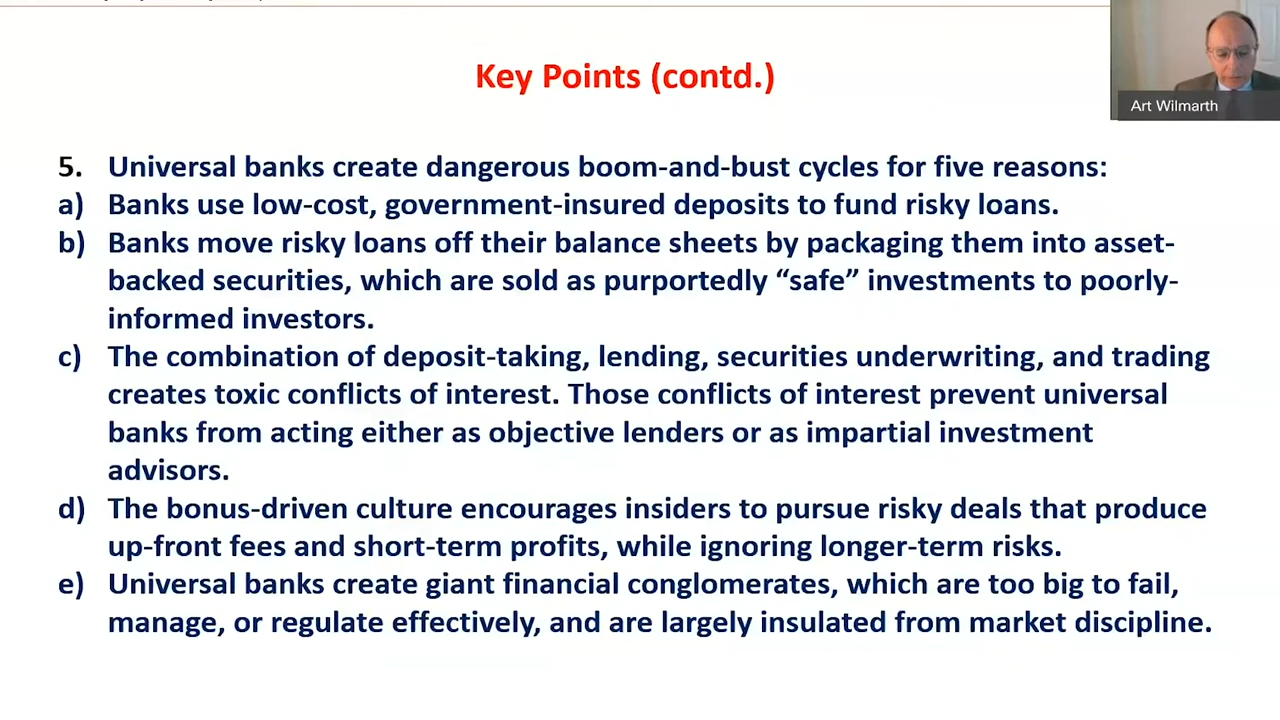 Key Points (contd.)
Art Wilmarth
5. Universal banks create dangerous boom-and-bust cycles for five reasons:
a) Banks use low-cost, government-insured deposits to fund risky loans.
b) Banks move risky loans off their balance sheets by packaging them into asset-
backed securities, which are sold as purportedly “safe” investments to poorly-
informed investors.
c) The combination of deposit-taking, lending, securities underwriting, and trading
creates toxic conflicts of interest. Those conflicts of interest prevent universal
banks from acting either as objective lenders or as impartial investment
advisors.
d) The bonus-driven culture encourages insiders to pursue risky deals that produce
up-front fees and short-term profits, while ignoring longer-term risks.
e) Universal banks create giant financial conglomerates, which are too big to fail,
manage, or regulate effectively, and are largely insulated from market discipline.